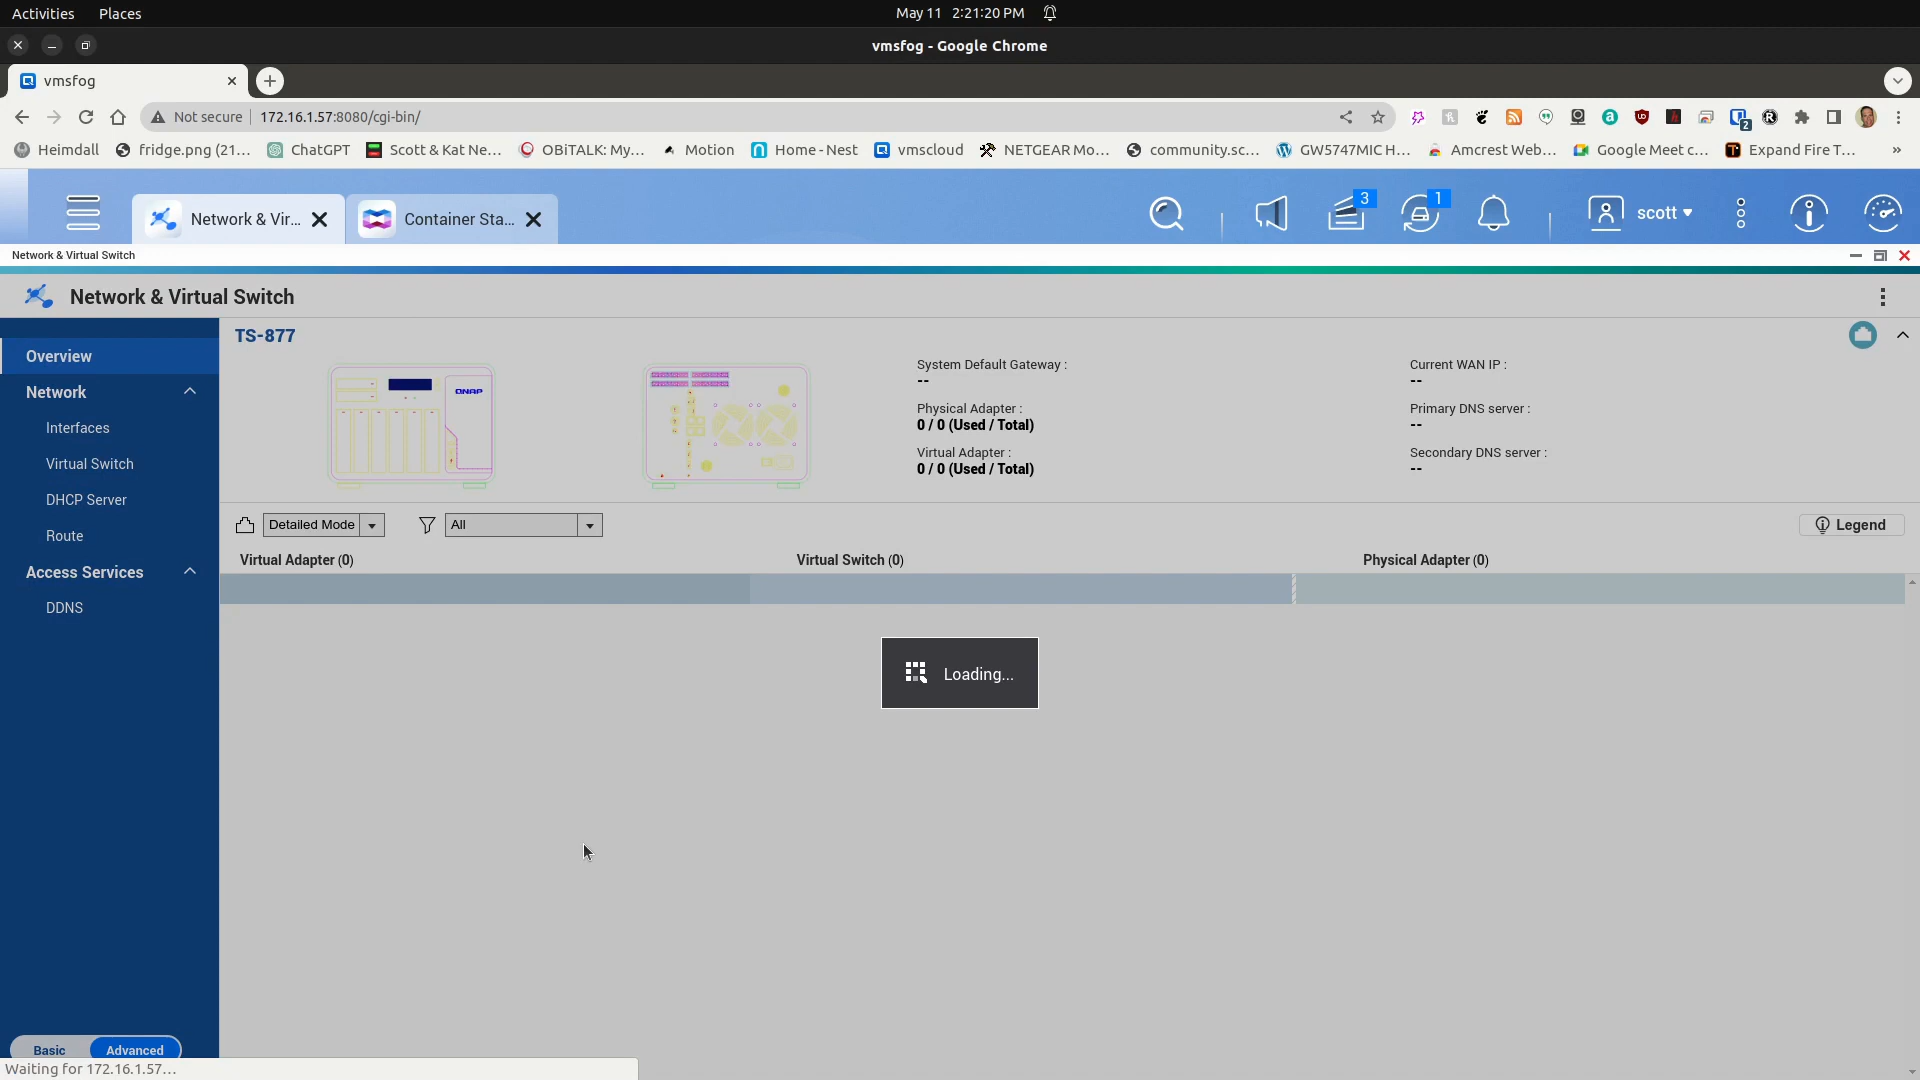 Activities Places May 11 2:21:20 PM
vmsfog - Google Chrome
vmsfog
Not secure 172.16.1.57:8080/cgi-bin/
2
Heimdall fridge.png (21... ChatGPT Scott & Kat Ne... OBiTALK: My... Motion Home - Nest vmscloud NETGEAR Mo... community.sc... GW5747MIC H... Amcrest Web... Google Meet c... Expand Fire T... »
Network & Vir... Container Sta... 3 1 scott
Network & Virtual Switch
Network & Virtual Switch
Overview
Network
Interfaces
Virtual Switch
DHCP Server
Route
Access Services
DDNS
Basic Advanced
TS-877
QNAP
System Default Gateway :
--
Physical Adapter :
0 / 0 (Used / Total)
Virtual Adapter :
0 / 0 (Used / Total)
Current WAN IP :
--
Primary DNS server :
--
Secondary DNS server :
--
Detailed Mode All Legend
Virtual Adapter (0) Virtual Switch (0) Physical Adapter (0)
Loading...
Waiting for 172.16.1.57...